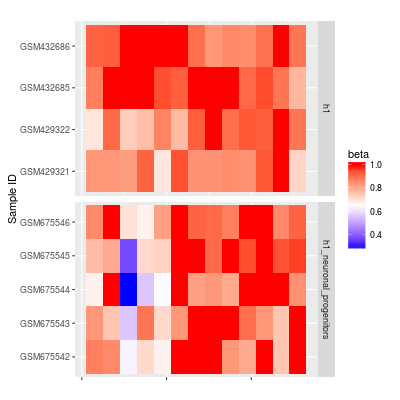 Sample ID
GSM432686
GSM432685
GSM429322
GSM429321
h1
GSM675546
GSM675545
GSM675544
GSM675543
GSM675542
h1_neuronal_progenitors
beta
1.0
0.8
0.6
0.4